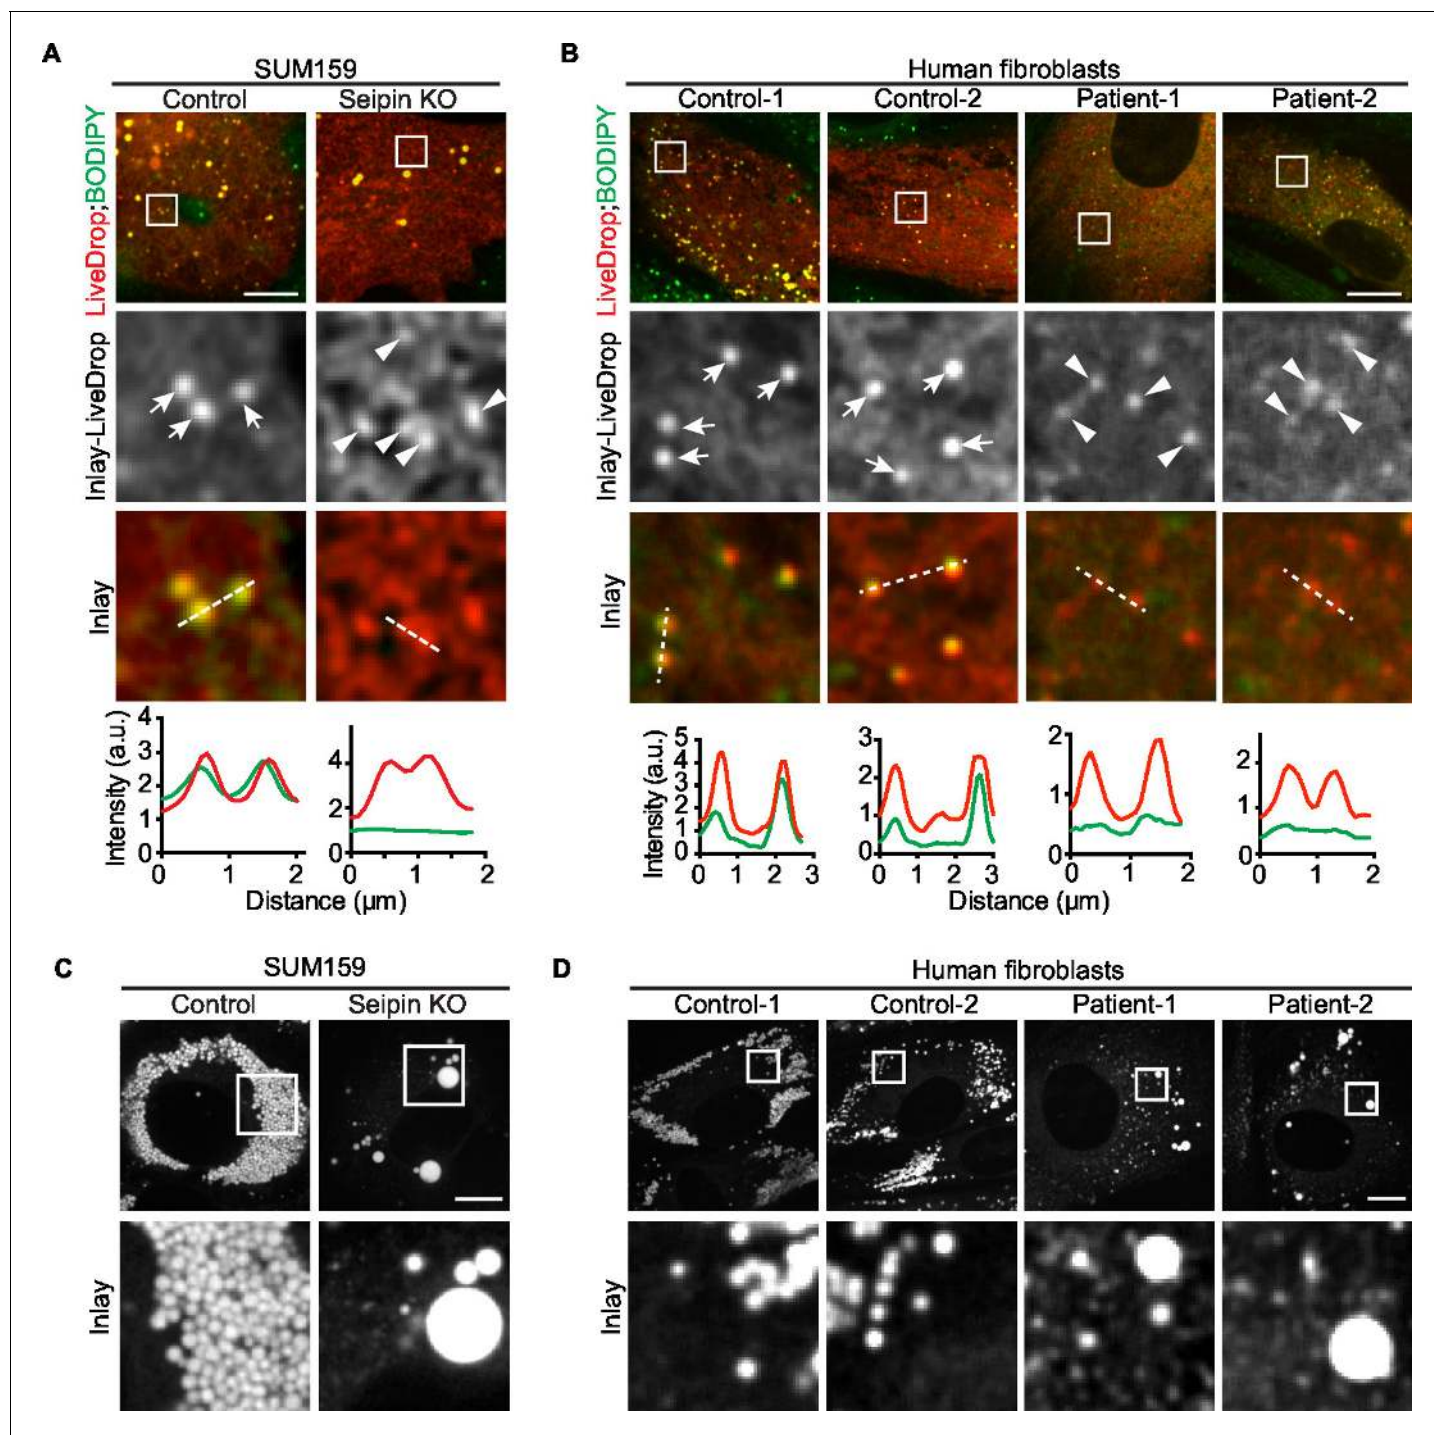 A
SUM159
Control
Seipin KO
LiveDrop;BODIPY
Inlay-LiveDrop
Inlay
Intensity (a.u.)
4
3
2
1
0
0 1 2
4
2
0
0 1 2
Distance (µm)
B
Human fibroblasts
Control-1
Control-2
Patient-1
Patient-2
LiveDrop;BODIPY
Inlay-LiveDrop
Inlay
Intensity (a.u.)
5
4
3
2
1
0
0 1 2 3
3
2
1
0
0 1 2 3
2
1
0
0 1 2
2
1
0
0 1 2
Distance (µm)
C
SUM159
Control
Seipin KO
Inlay
D
Human fibroblasts
Control-1
Control-2
Patient-1
Patient-2
Inlay